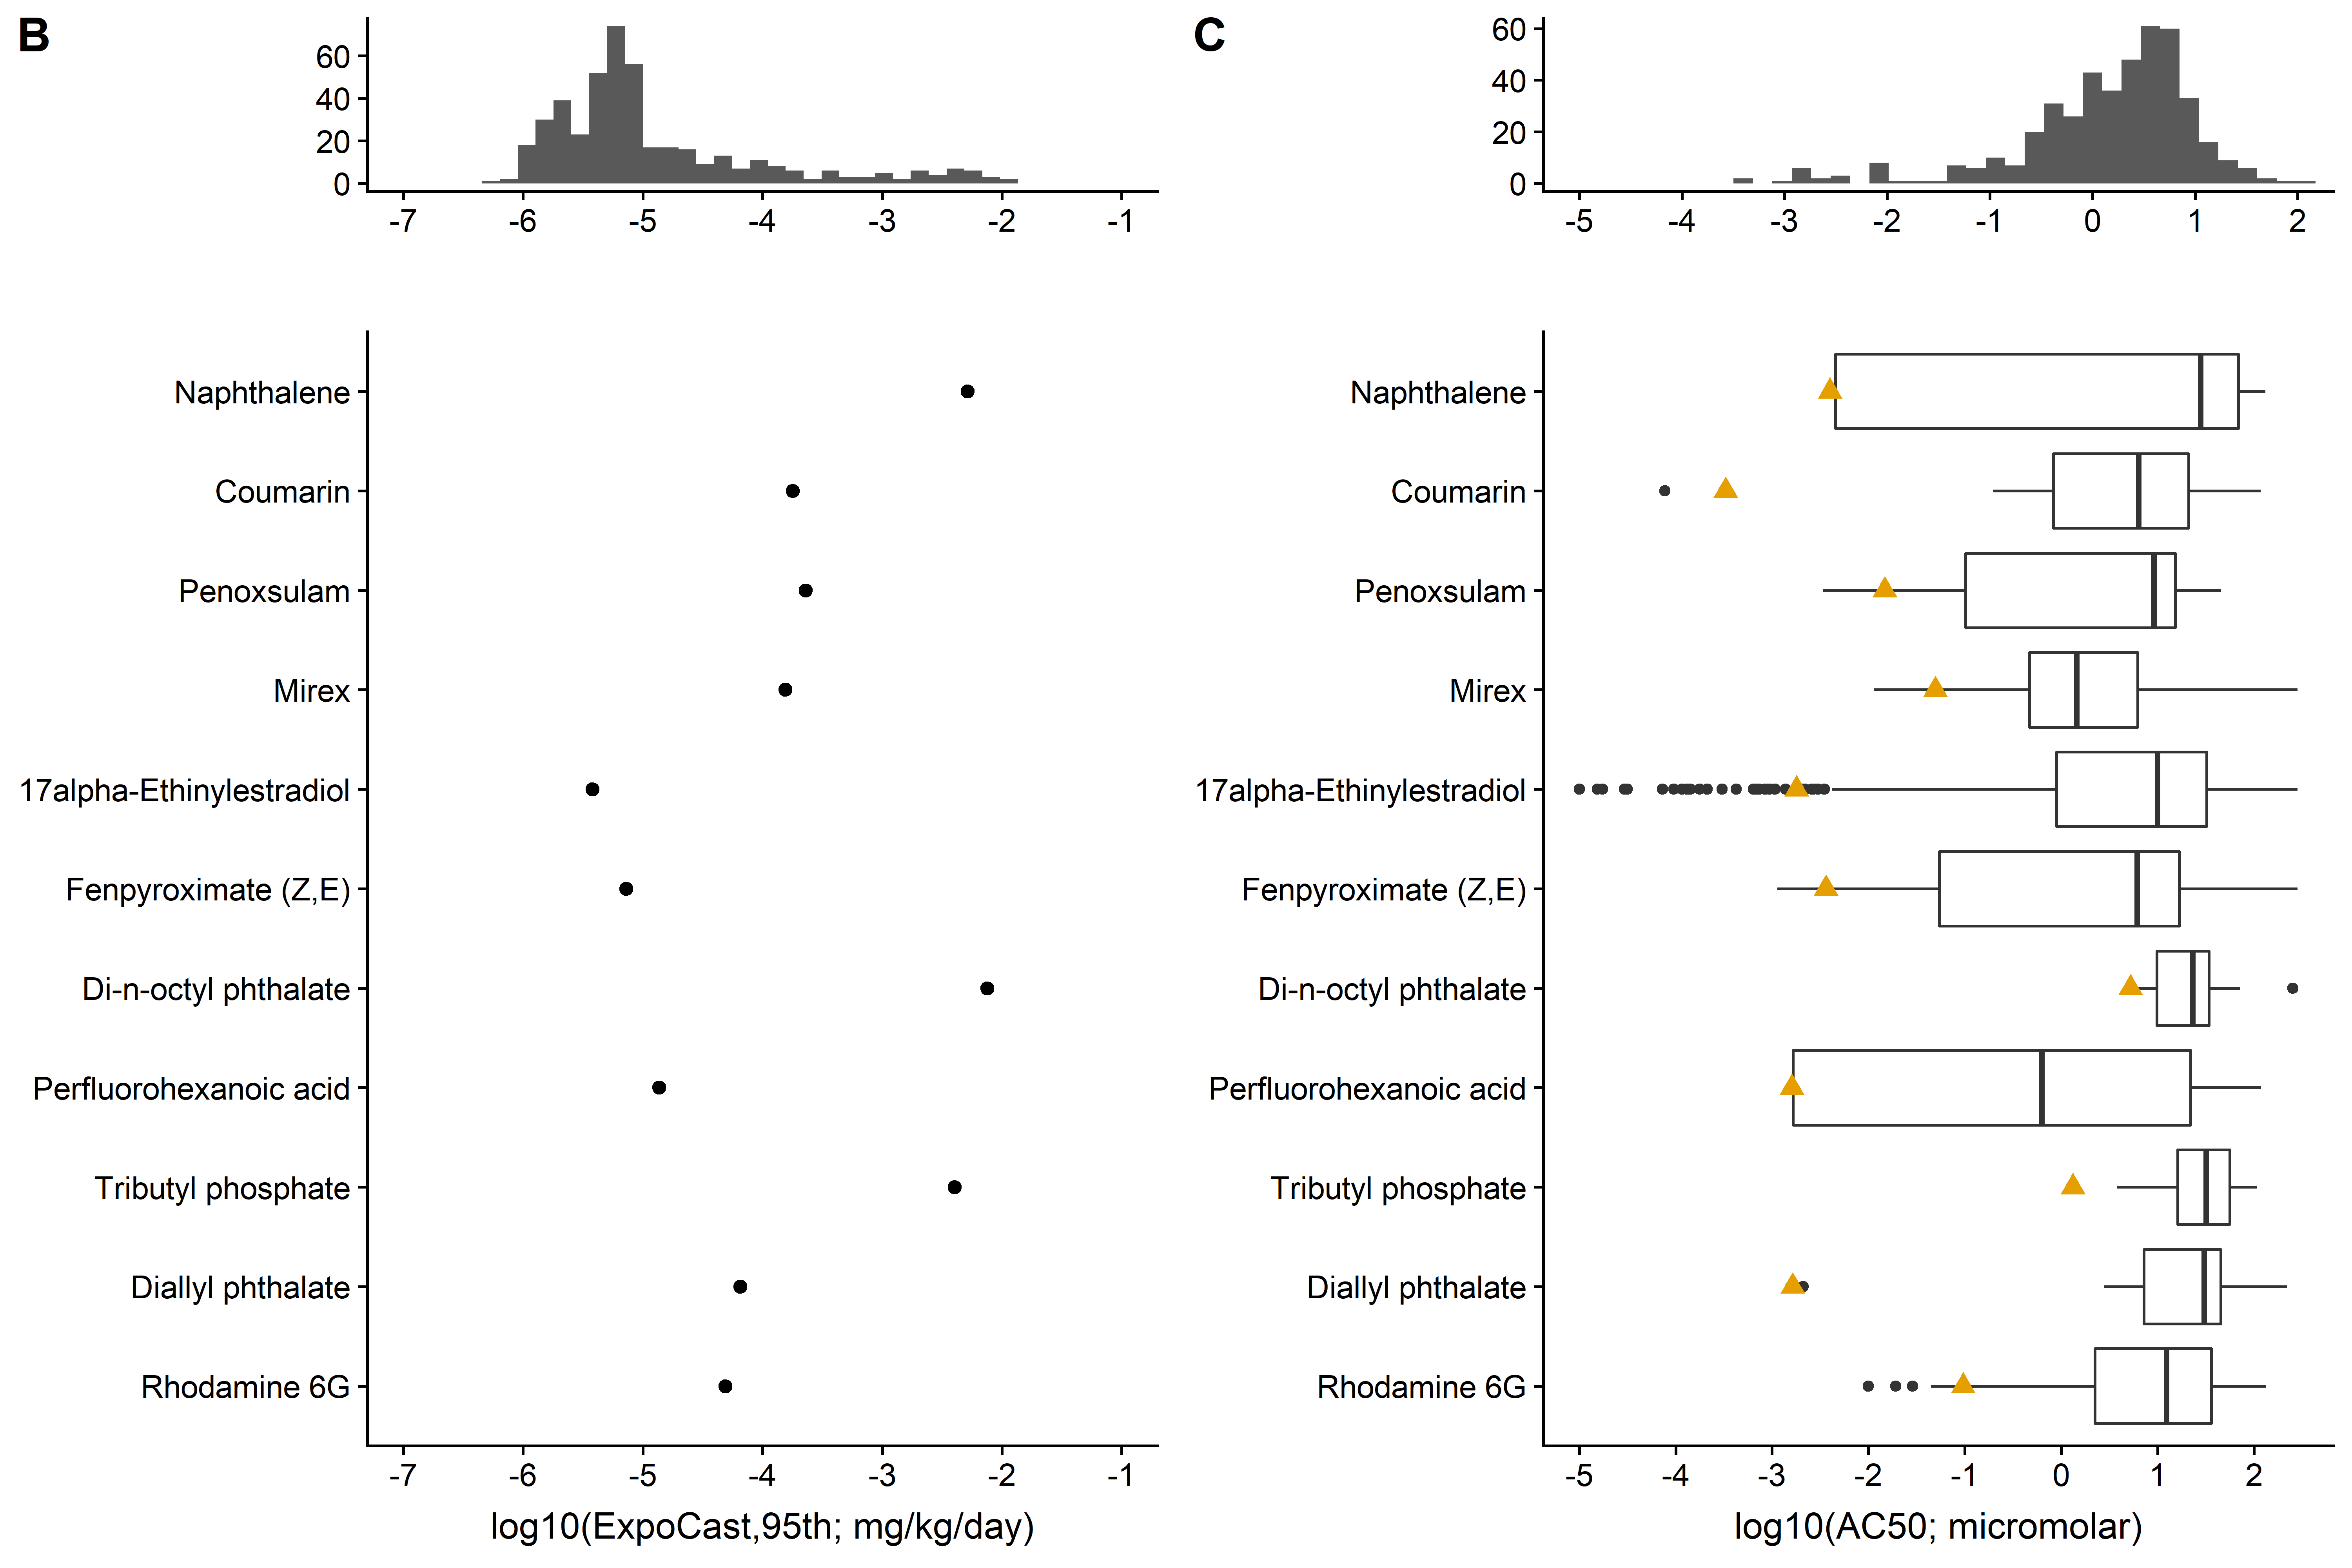 B
60
40
20
0
-7 -6 -5 -4 -3 -2 -1
Naphthalene
Coumarin
Penoxsulam
Mirex
17alpha-Ethinylestradiol
Fenpyroximate (Z,E)
Di-n-octyl phthalate
Perfluorohexanoic acid
Tributyl phosphate
Diallyl phthalate
Rhodamine 6G
-7 -6 -5 -4 -3 -2 -1
log10(ExpoCast,95th; mg/kg/day)
C
60
40
20
0
-5 -4 -3 -2 -1 0 1 2
Naphthalene
Coumarin
Penoxsulam
Mirex
17alpha-Ethinylestradiol
Fenpyroximate (Z,E)
Di-n-octyl phthalate
Perfluorohexanoic acid
Tributyl phosphate
Diallyl phthalate
Rhodamine 6G
-5 -4 -3 -2 -1 0 1 2
log10(AC50; micromolar)